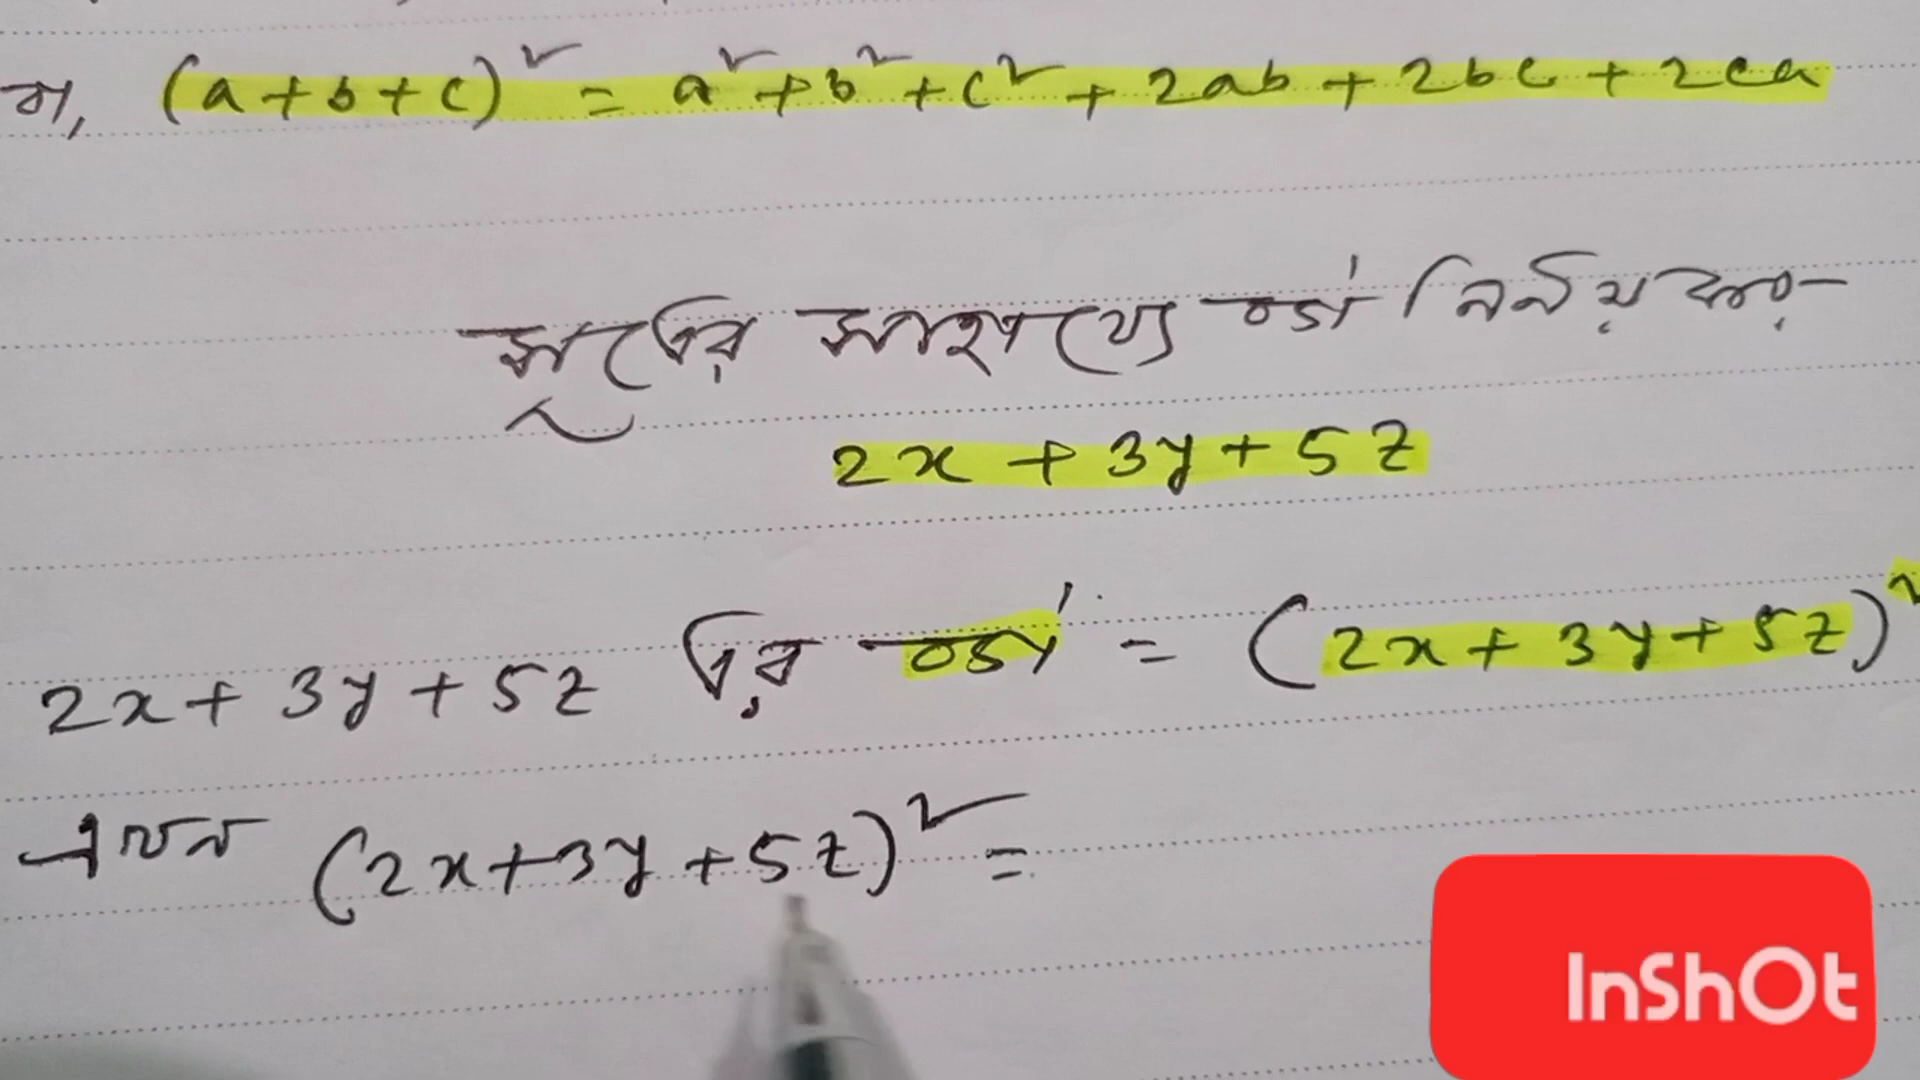 বা, (a+b+c)² = a²+b²+c²+2ab+2bc+2ca
সূত্রের সাহায্যে বর্গ নির্নয় কর-
2x+3y+5z
2x+3y+5z এর বর্গ = (2x+3y+5z)²
এখন (2x+3y+5z)² =
InShOt